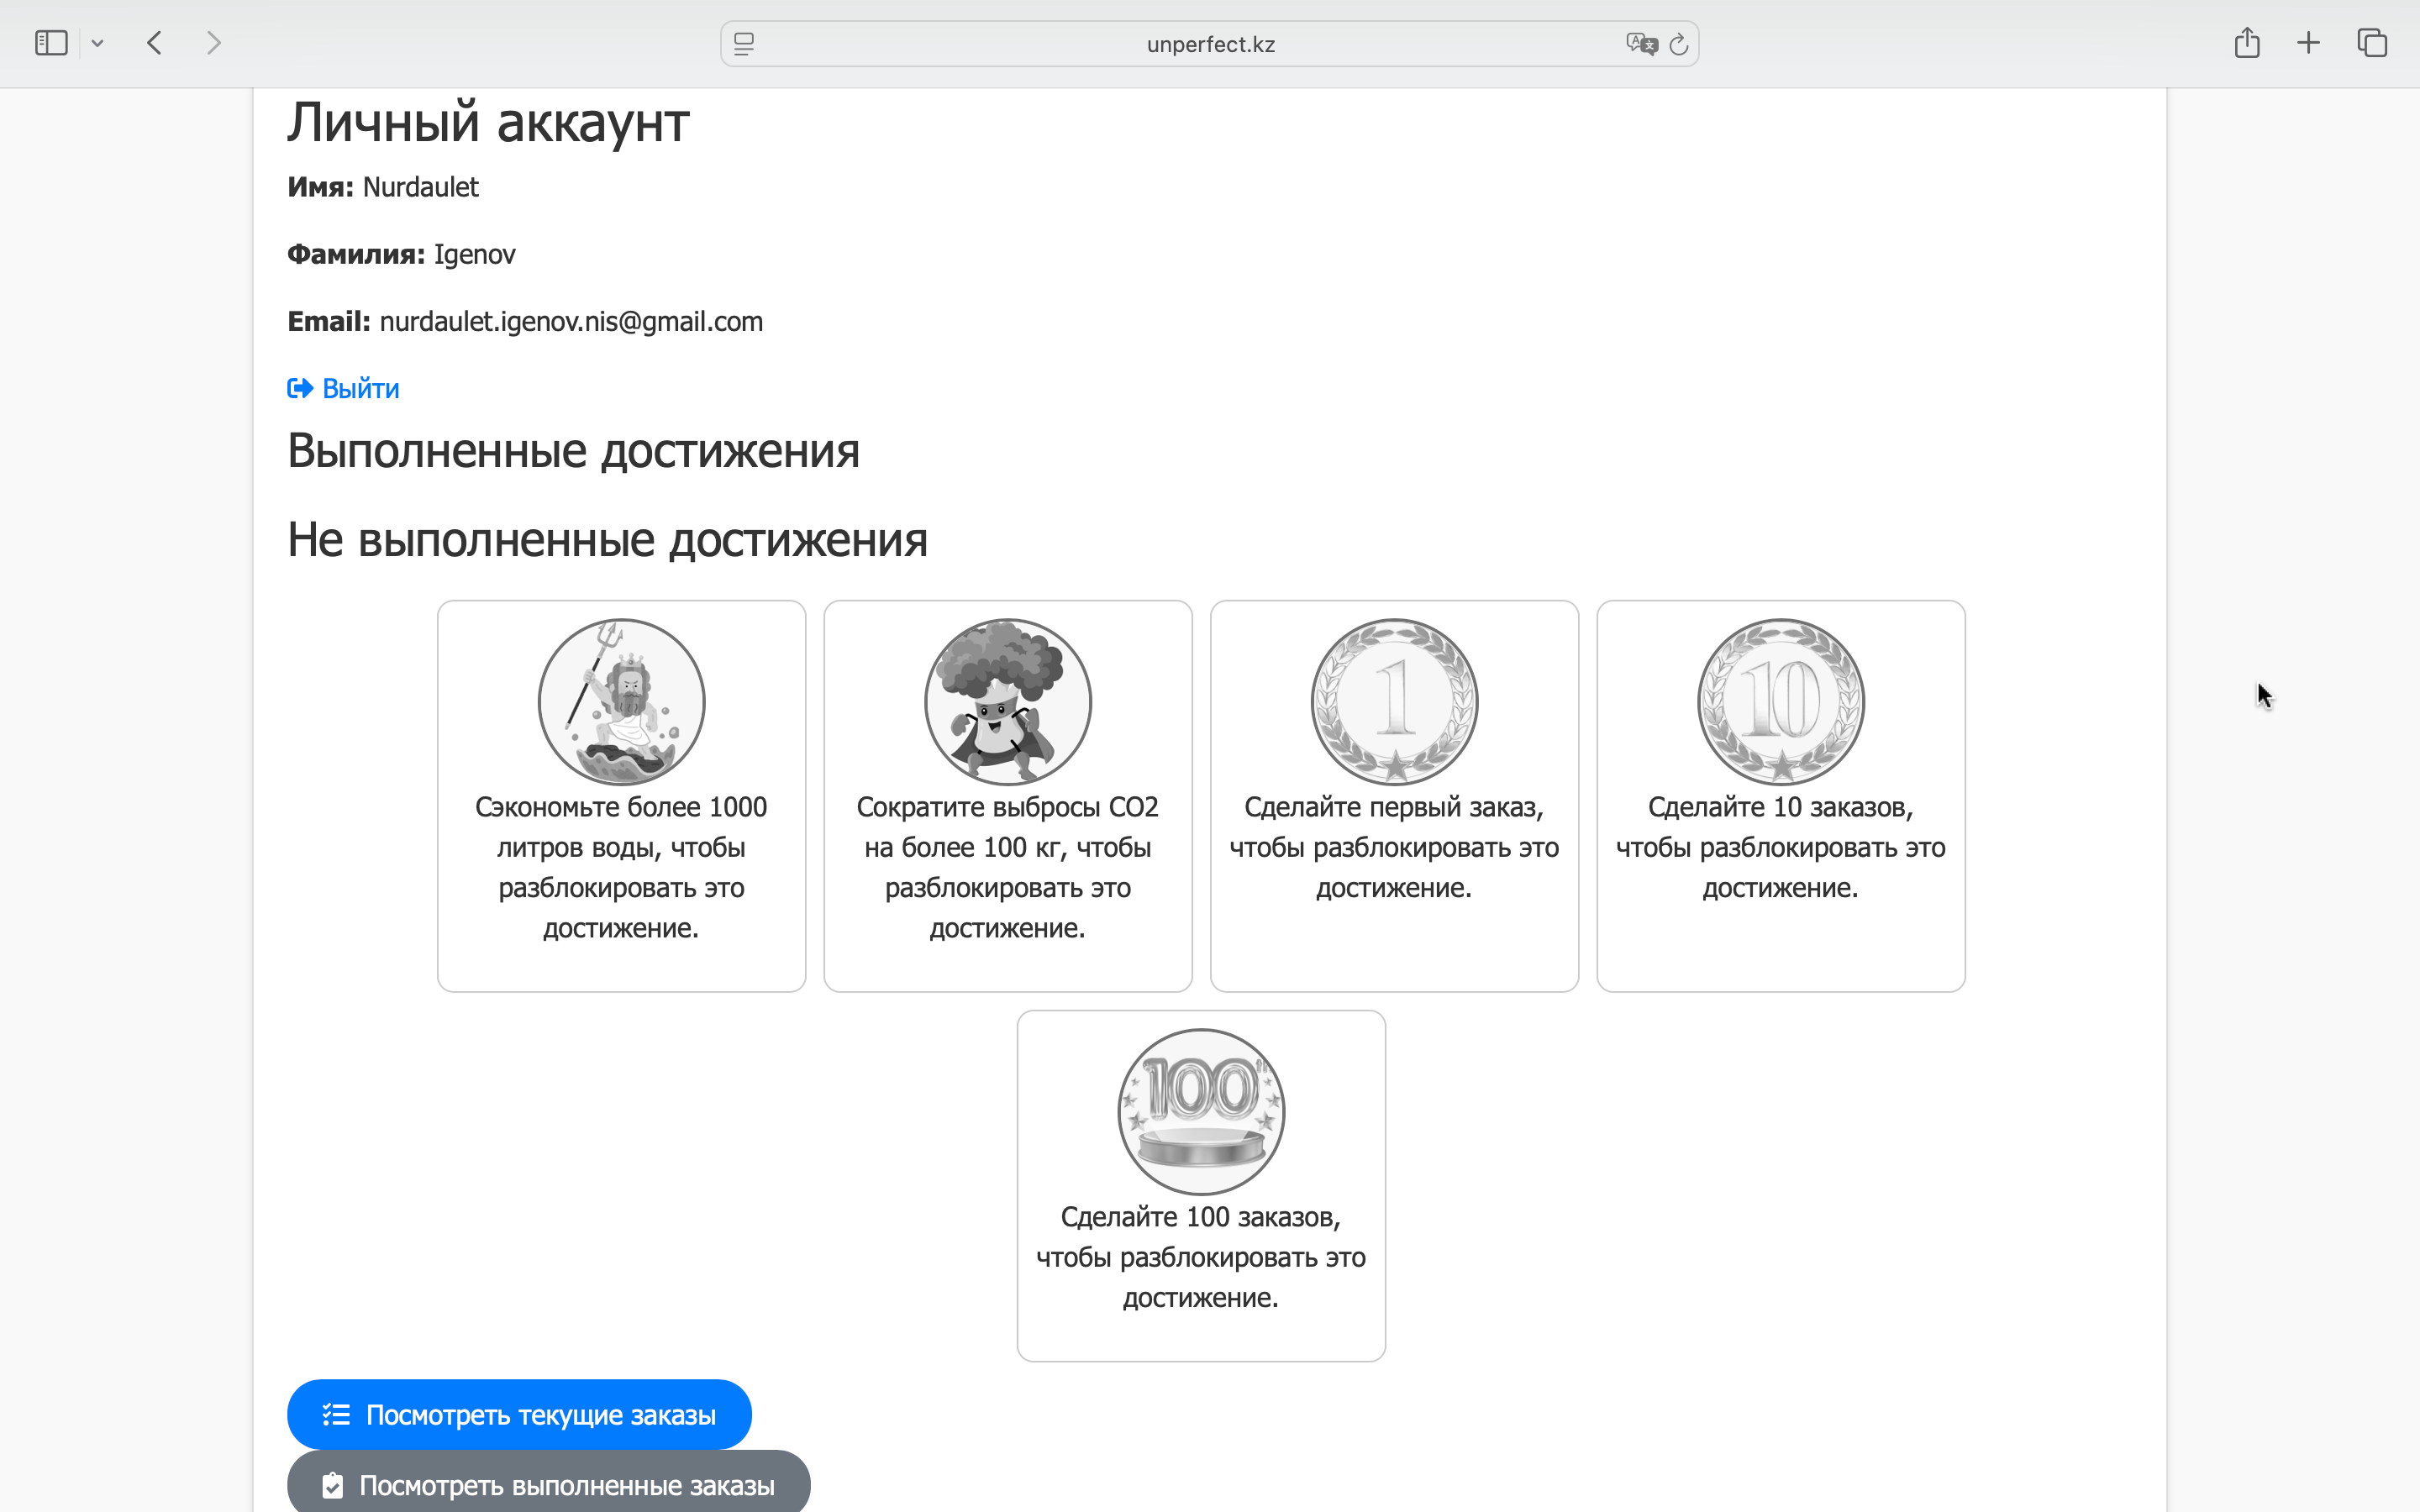 unperfect.kz
Личный аккаунт
Имя: Nurdaulet
Фамилия: Igenov
Email: nurdaulet.igenov.nis@gmail.com
Выйти
Выполненные достижения
Не выполненные достижения
1
10
Сэкономьте более 1000
литров воды, чтобы
разблокировать это
достижение.
Сократите выбросы CO2
на более 100 кг, чтобы
разблокировать это
достижение.
Сделайте первый заказ,
чтобы разблокировать это
достижение.
Сделайте 10 заказов,
чтобы разблокировать это
достижение.
100
Сделайте 100 заказов,
чтобы разблокировать это
достижение.
Посмотреть текущие заказы
Посмотреть выполненные заказы